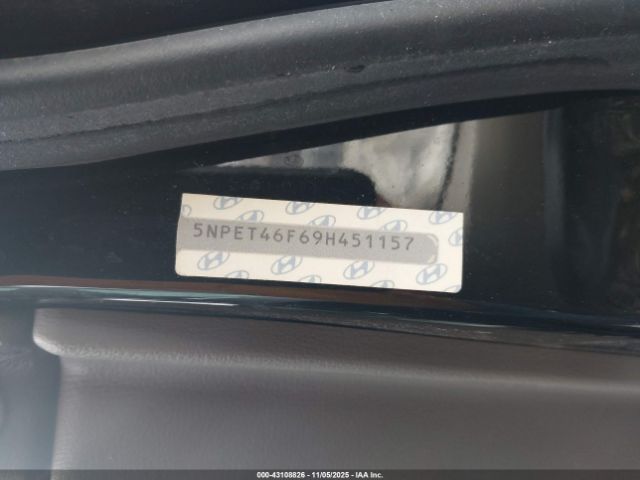 5NPET46F69H451157
000-43108826 - 11/05/2025 - IAA Inc.